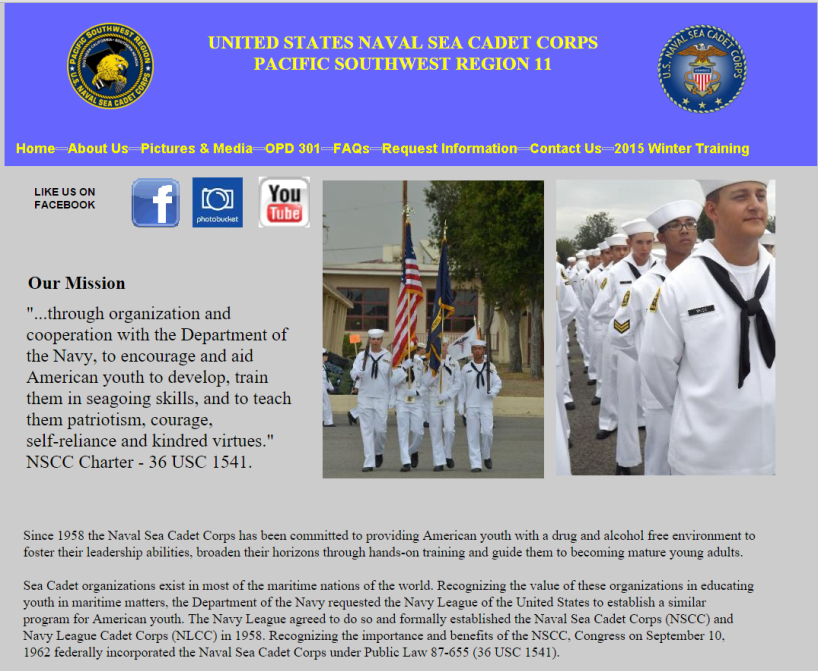 UNITED STATES NAVAL SEA CADET CORPS
PACIFIC SOUTHWEST REGION 11
PACIFIC SOUTHWEST REGION
U.S. NAVAL SEA CADET CORPS
U.S. NAVAL SEA CADET CORPS
Home About Us Pictures & Media OPD 301 FAQs Request Information Contact Us 2015 Winter Training
LIKE US ON
FACEBOOK
f
photobucket
You
Tube
Our Mission
"...through organization and
cooperation with the Department of
the Navy, to encourage and aid
American youth to develop, train
them in seagoing skills, and to teach
them patriotism, courage,
self-reliance and kindred virtues."
NSCC Charter - 36 USC 1541.
Since 1958 the Naval Sea Cadet Corps has been committed to providing American youth with a drug and alcohol free environment to
foster their leadership abilities, broaden their horizons through hands-on training and guide them to becoming mature young adults.
Sea Cadet organizations exist in most of the maritime nations of the world. Recognizing the value of these organizations in educating
youth in maritime matters, the Department of the Navy requested the Navy League of the United States to establish a similar
program for American youth. The Navy League agreed to do so and formally established the Naval Sea Cadet Corps (NSCC) and
Navy League Cadet Corps (NLCC) in 1958. Recognizing the importance and benefits of the NSCC, Congress on September 10,
1962 federally incorporated the Naval Sea Cadet Corps under Public Law 87-655 (36 USC 1541).